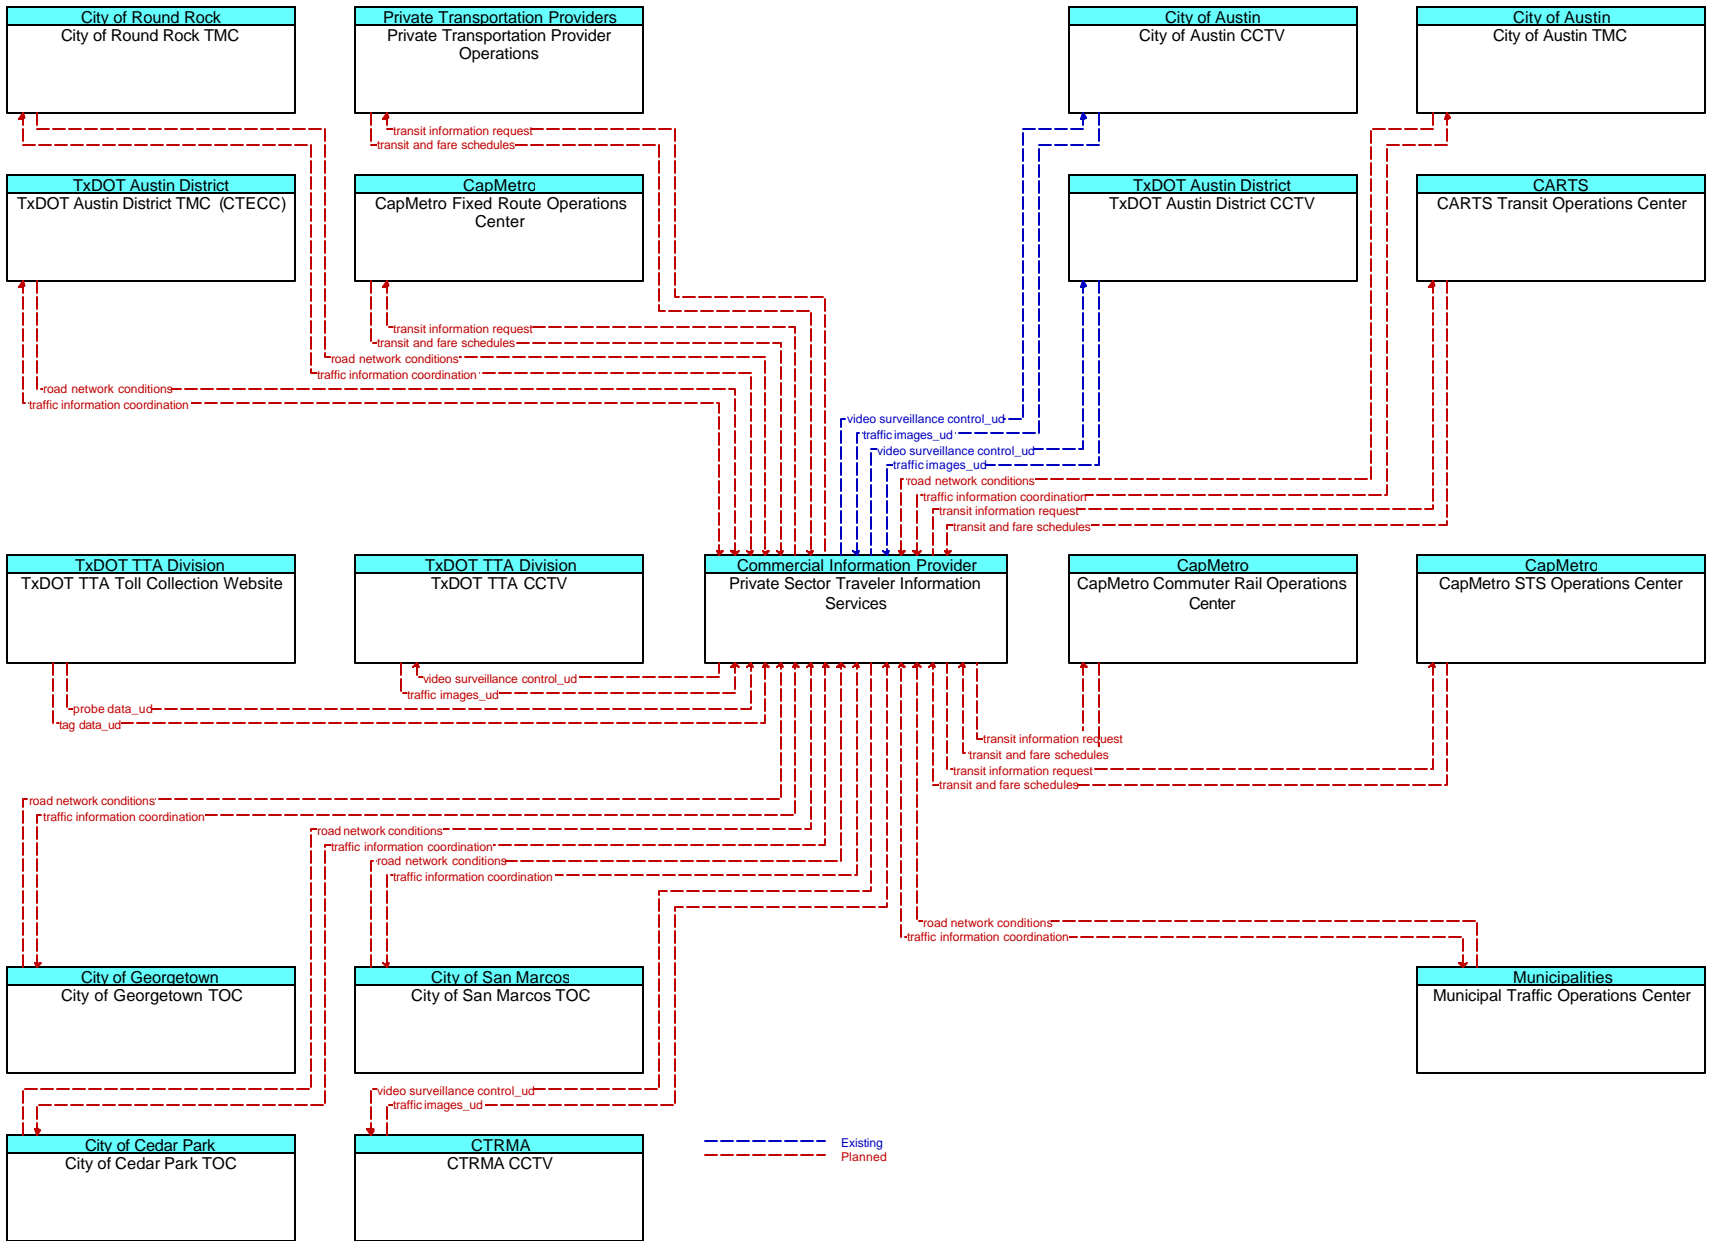 City of Round Rock
City of Round Rock TMC
Private Transportation Providers
Private Transportation Provider
Operations
City of Austin
City of Austin CCTV
City of Austin
City of Austin TMC
transit information request
transit and fare schedules
TxDOT Austin District
TxDOT Austin District TMC (CTECC)
CapMetro
CapMetro Fixed Route Operations
Center
TxDOT Austin District
TxDOT Austin District CCTV
CARTS
CARTS Transit Operations Center
transit information request
transit and fare schedules
road network conditions
traffic information coordination
road network conditions
traffic information coordination
video surveillance control_ud
traffic images_ud
video surveillance control_ud
traffic images_ud
road network conditions
traffic information coordination
transit information request
transit and fare schedules
TxDOT TTA Division
TxDOT TTA Toll Collection Website
TxDOT TTA Division
TxDOT TTA CCTV
Commercial Information Provider
Private Sector Traveler Information
Services
CapMetro
CapMetro Commuter Rail Operations
Center
CapMetro
CapMetro STS Operations Center
video surveillance control_ud
traffic images_ud
probe data_ud
tag data_ud
transit information request
transit and fare schedules
transit information request
transit and fare schedules
road network conditions
traffic information coordination
road network conditions
traffic information coordination
road network conditions
traffic information coordination
road network conditions
traffic information coordination
City of Georgetown
City of Georgetown TOC
City of San Marcos
City of San Marcos TOC
Municipalities
Municipal Traffic Operations Center
video surveillance control_ud
traffic images_ud
City of Cedar Park
City of Cedar Park TOC
CTRMA
CTRMA CCTV
Existing
Planned